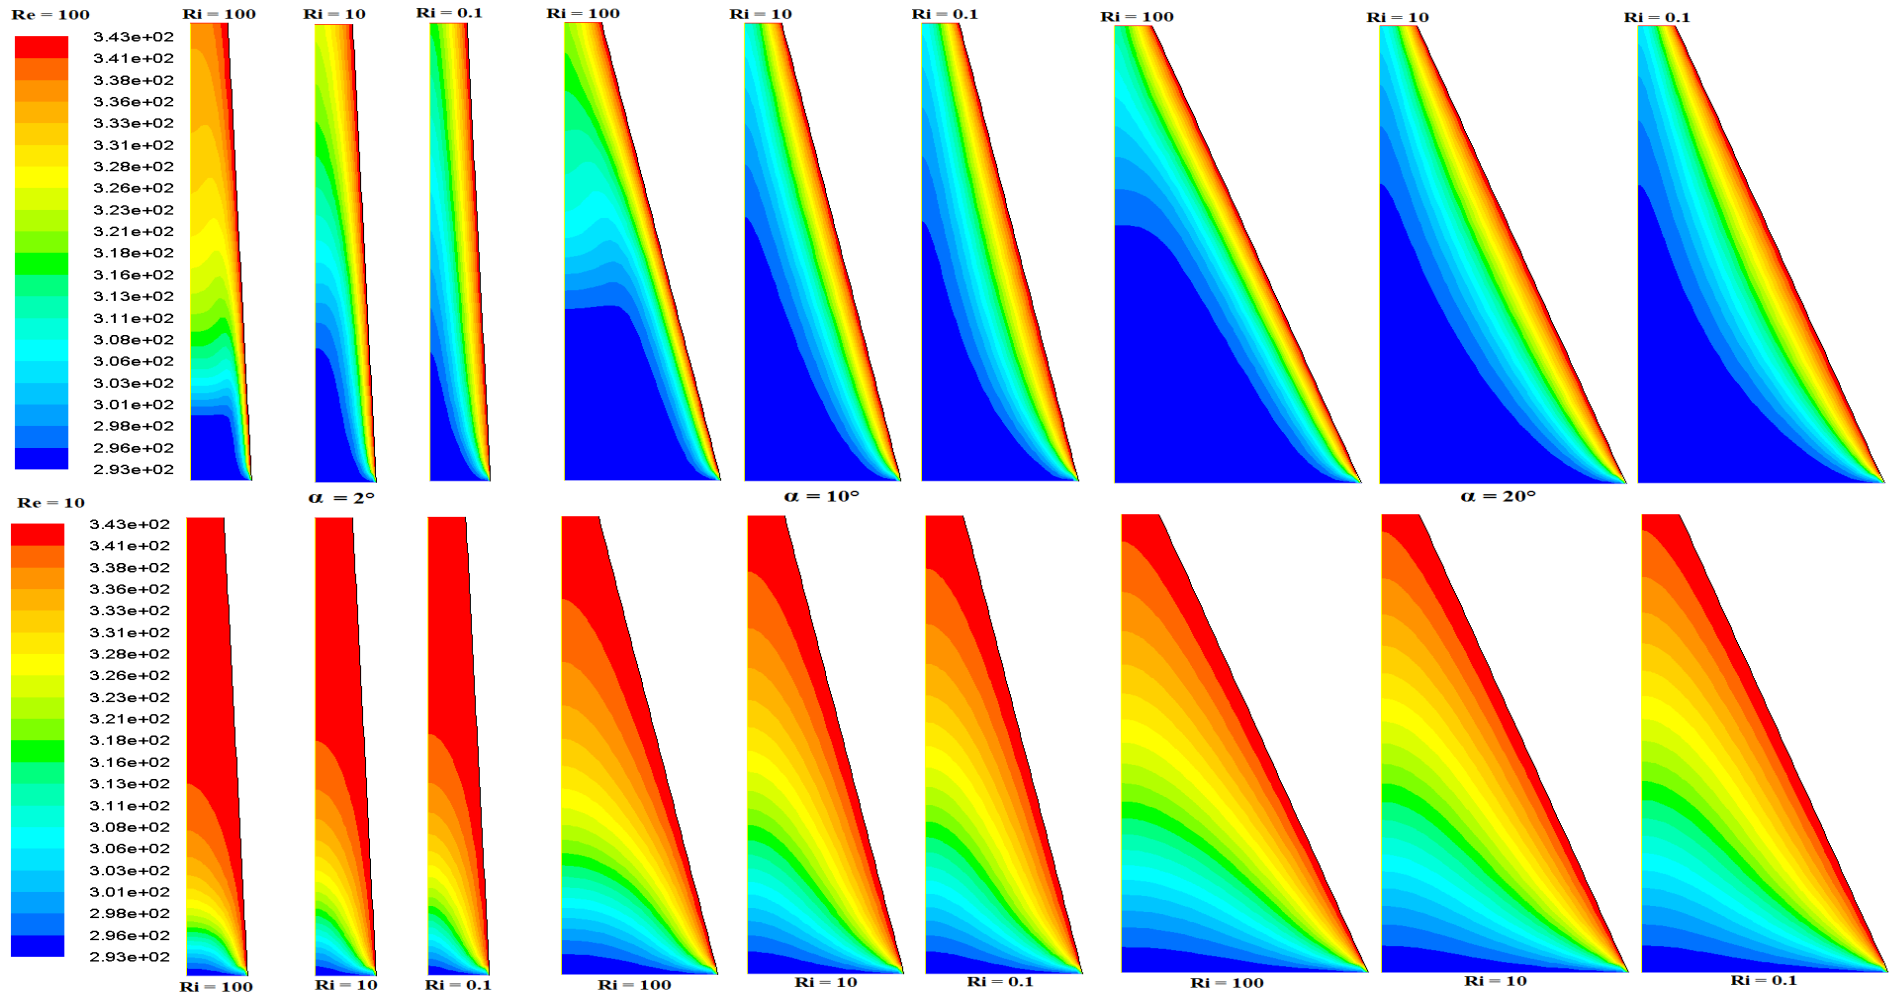 Re = 100
Ri = 100
Ri = 10
Ri = 0.1
Ri = 100
Ri = 10
Ri = 0.1
Ri = 100
Ri = 10
Ri = 0.1
3.43e+02
3.41e+02
3.38e+02
3.36e+02
3.33e+02
3.31e+02
3.28e+02
3.26e+02
3.23e+02
3.21e+02
3.18e+02
3.16e+02
3.13e+02
3.11e+02
3.08e+02
3.06e+02
3.03e+02
3.01e+02
2.98e+02
2.96e+02
2.93e+02
Re = 10
α = 2°
α = 10°
α = 20°
3.43e+02
3.41e+02
3.38e+02
3.36e+02
3.33e+02
3.31e+02
3.28e+02
3.26e+02
3.23e+02
3.21e+02
3.18e+02
3.16e+02
3.13e+02
3.11e+02
3.08e+02
3.06e+02
3.03e+02
3.01e+02
2.98e+02
2.96e+02
2.93e+02
Ri = 100
Ri = 10
Ri = 0.1
Ri = 100
Ri = 10
Ri = 0.1
Ri = 100
Ri = 10
Ri = 0.1